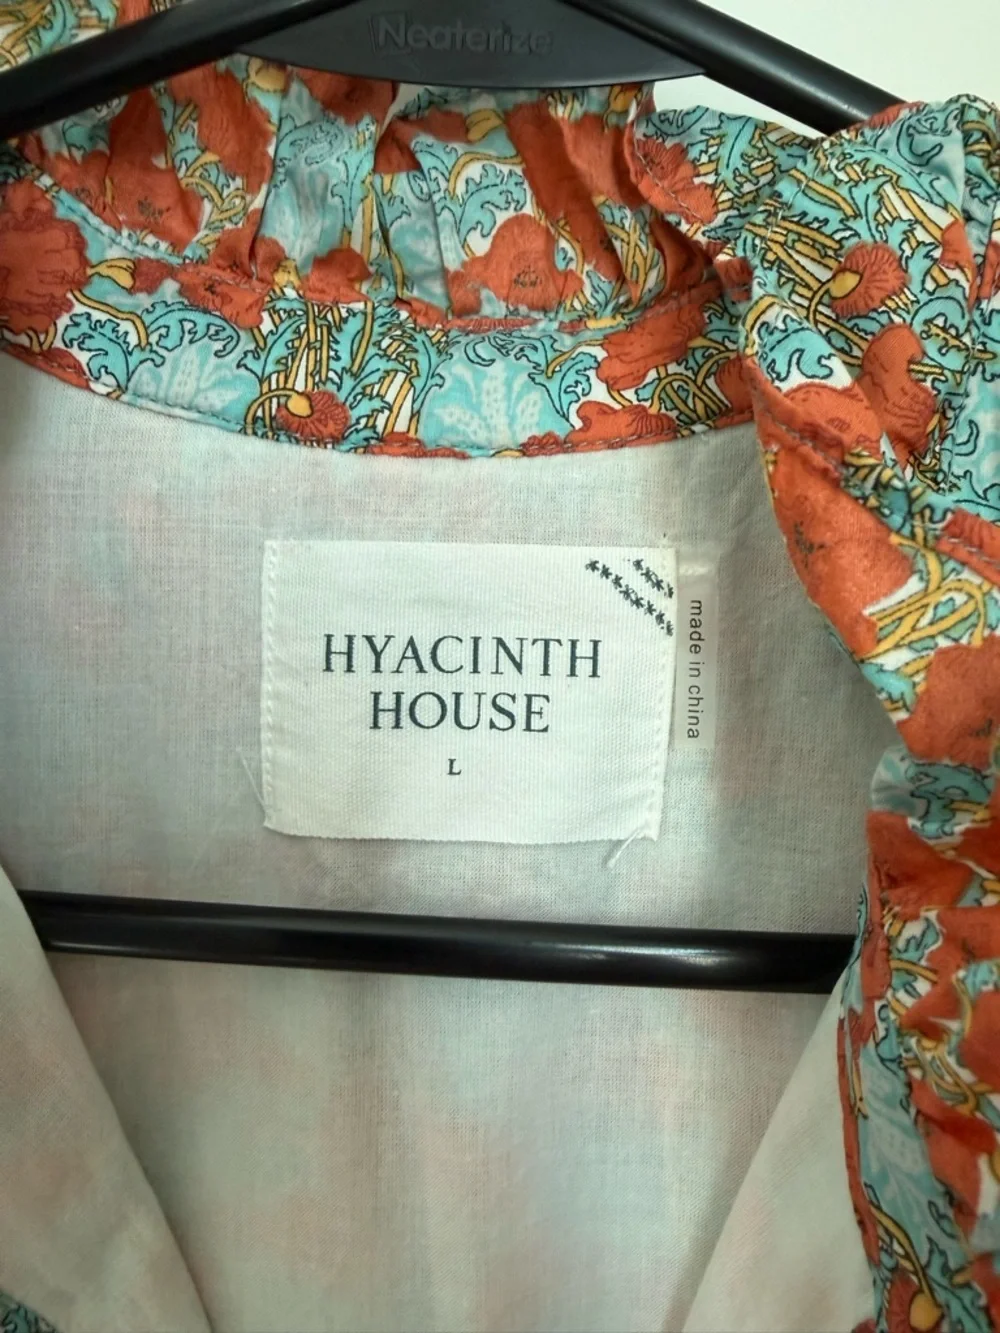 Neaterize
HYACINTH
HOUSE
L
made in china